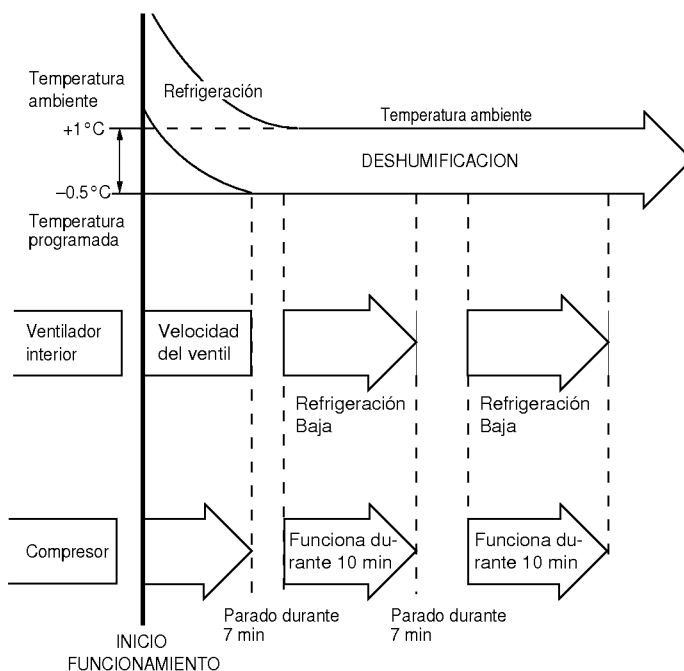 Temperatura
ambiente
Refrigeración
+1°C
Temperatura ambiente
DESHUMIFICACION
–0.5°C
Temperatura
programada
Ventilador
interior
Velocidad
del ventil
Refrigeración
Baja
Refrigeración
Baja
Compresor
Funciona du-
rante 10 min
Funciona du-
rante 10 min
Parado durante
7 min
Parado durante
7 min
INICIO
FUNCIONAMIENTO